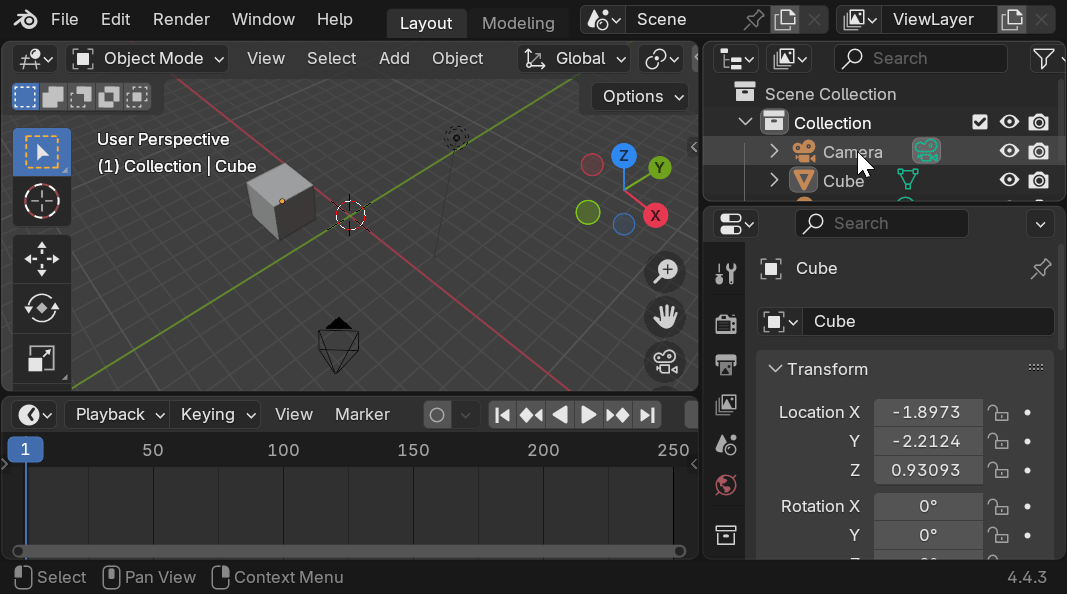 File Edit Render Window Help Layout Modeling Scene ViewLayer
Object Mode View Select Add Object Global Search
Options
User Perspective
(1) Collection | Cube
Z
Y
X
Scene Collection
Collection
Camera
Cube
Search
Cube
Cube
Transform
Location X -1.8973
Y -2.2124
Z 0.93093
Rotation X 0°
Y 0°
Playback Keying View Marker
1 50 100 150 200 250
Select Pan View Context Menu 4.4.3